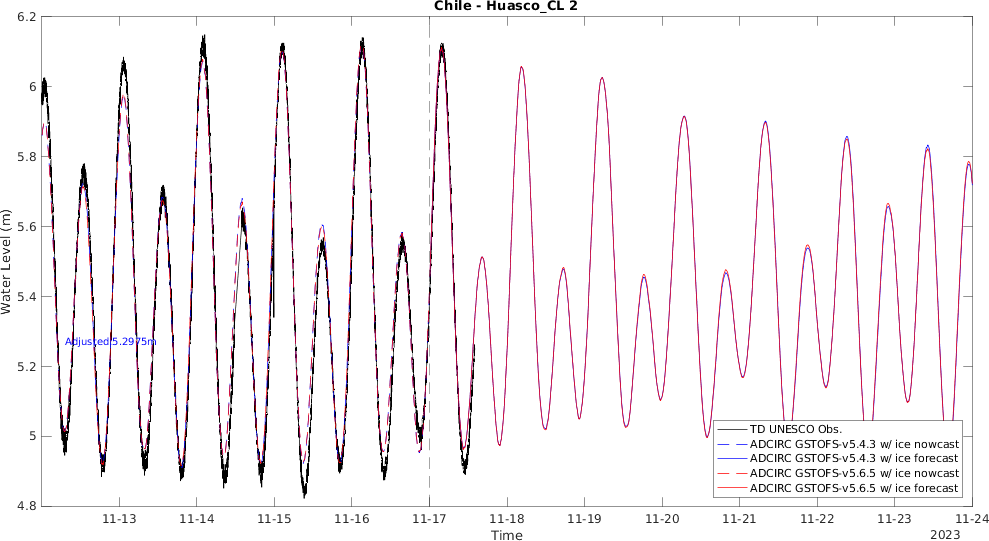 Chile - Huasco_CL 2
Water Level (m)
6.2
6
5.8
5.6
5.4
5.2
5
4.8
Adjusted 5.2975m
TD UNESCO Obs.
ADCIRC GSTOFS-v5.4.3 w/ ice nowcast
ADCIRC GSTOFS-v5.4.3 w/ ice forecast
ADCIRC GSTOFS-v5.6.5 w/ ice nowcast
ADCIRC GSTOFS-v5.6.5 w/ ice forecast
11-13 11-14 11-15 11-16 11-17 11-18 11-19 11-20 11-21 11-22 11-23 11-24
Time
2023